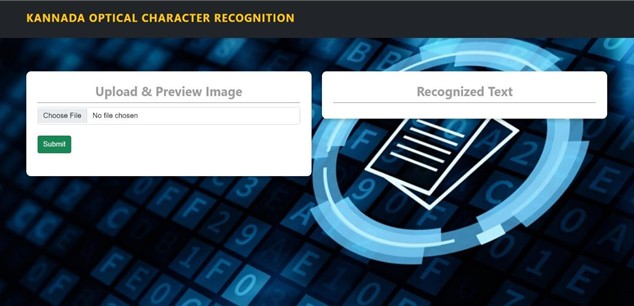 KANNADA OPTICAL CHARACTER RECOGNITION
Upload & Preview Image
Choose File No file chosen
Submit
Recognized Text